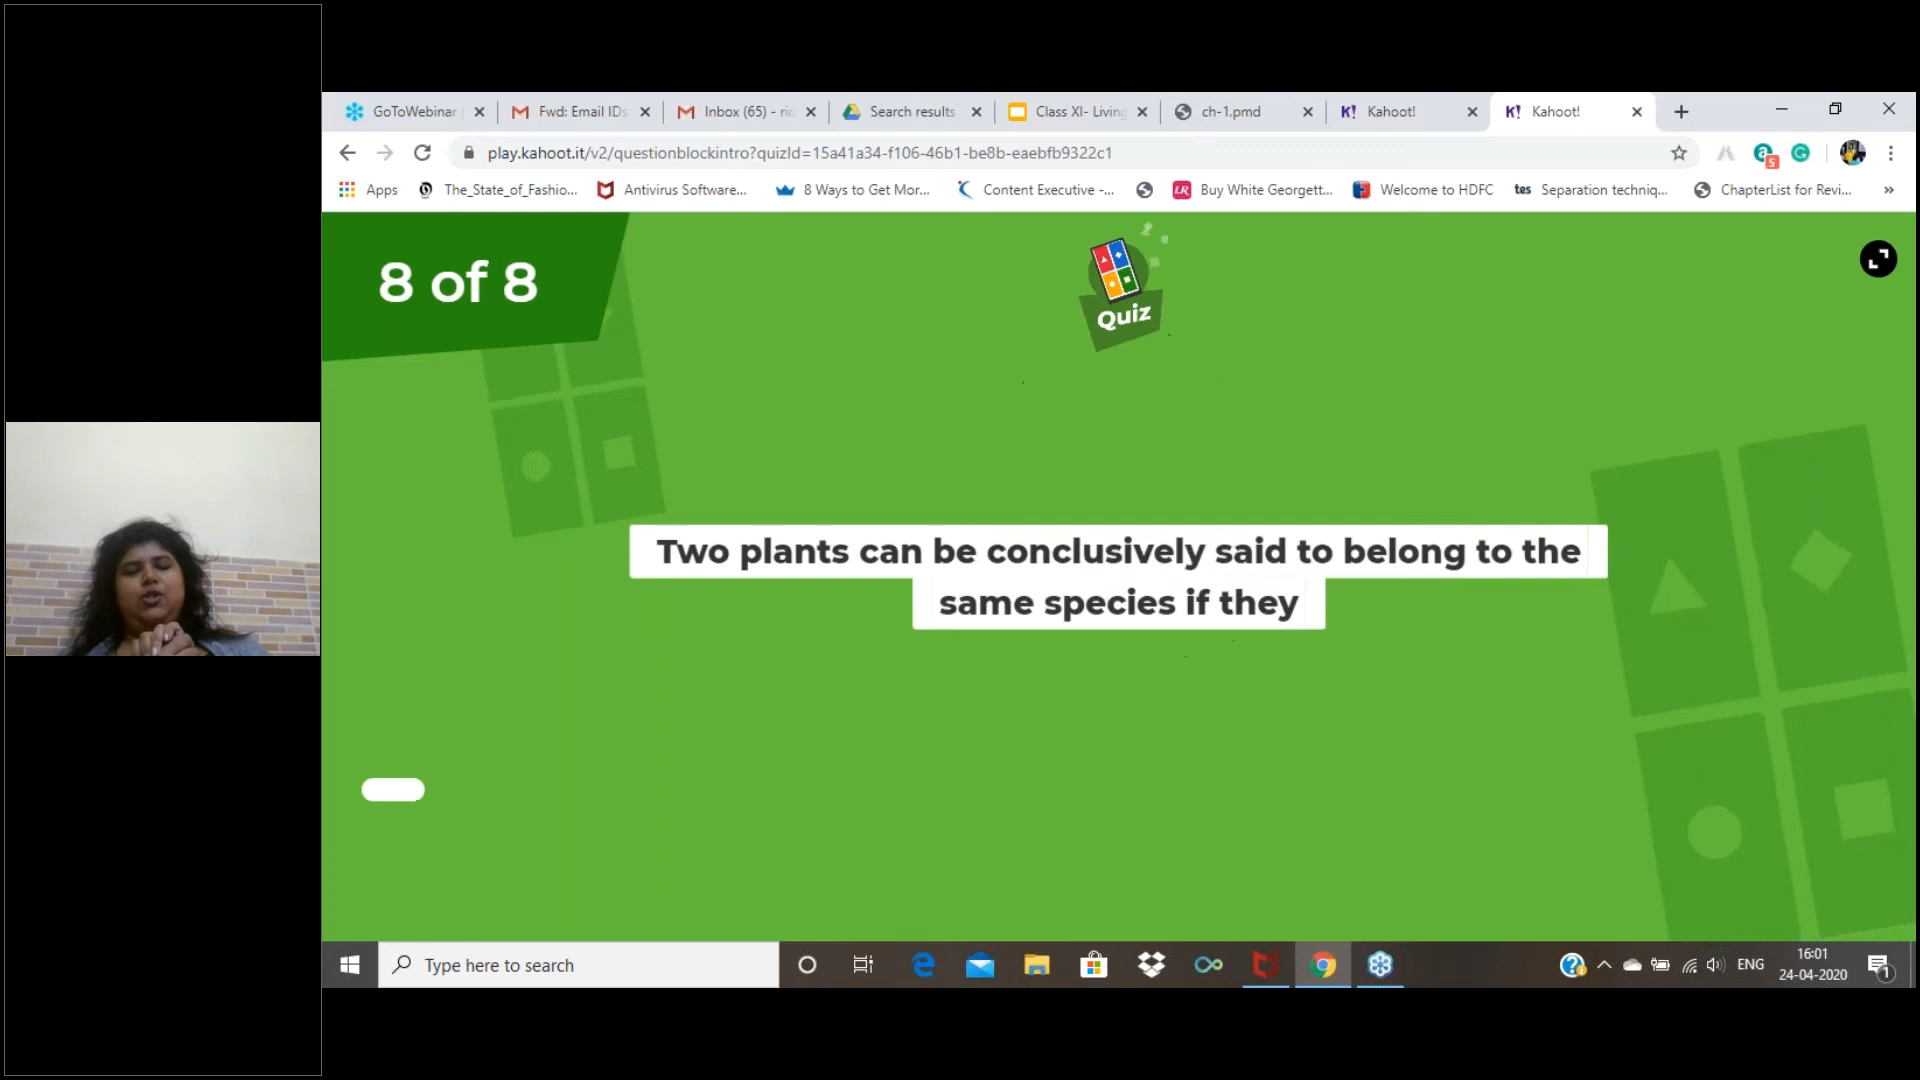 GoToWebinar
Fwd: Email IDs
Inbox (65) - ric
Search results
Class XI- Living
ch-1.pmd
K! Kahoot!
K! Kahoot!
play.kahoot.it/v2/questionblockintro?quizId=15a41a34-f106-46b1-be8b-eaebfb9322c1
a
5
G
Apps
The_State_of_Fashio...
Antivirus Software...
8 Ways to Get Mor...
Content Executive -...
LR Buy White Georgett...
Welcome to HDFC
tes Separation techniq...
ChapterList for Revi...
»
8 of 8
Quiz
Two plants can be conclusively said to belong to the
same species if they
Type here to search
ENG
16:01
24-04-2020
1